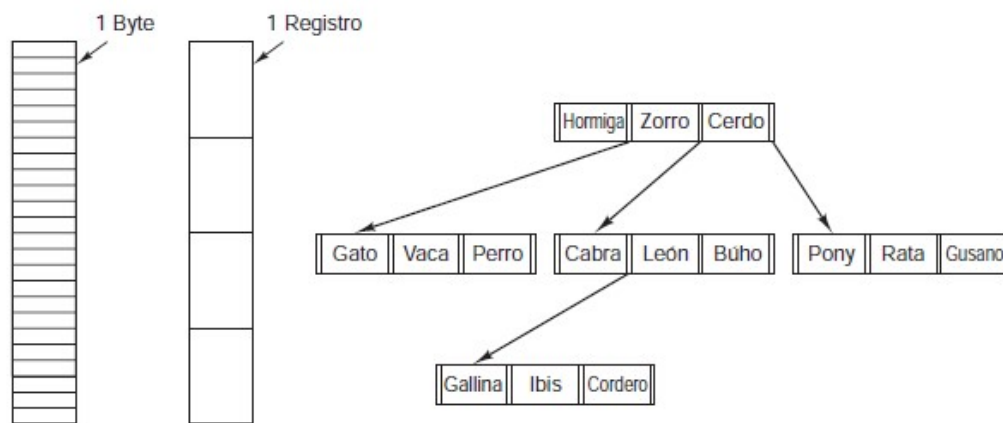 1 Byte
1 Registro
Hormiga Zorro Cerdo
Gato Vaca Perro
Cabra León Búho
Pony Rata Gusano
Gallina Ibis Cordero